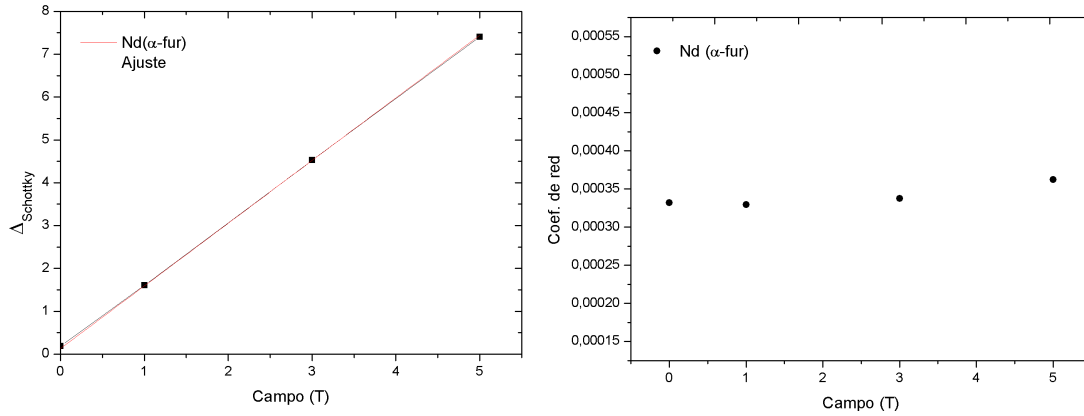 8
7
6
5
4
3
2
1
0
Δ_Schottky
Nd(α-fur)
Ajuste
0 1 2 3 4 5
Campo (T)
0,00055
0,00050
0,00040
0,00035
0,00030
0,00025
0,00020
0,00015
Coef. de red
Nd (α-fur)
0 1 2 3 4 5
Campo (T)